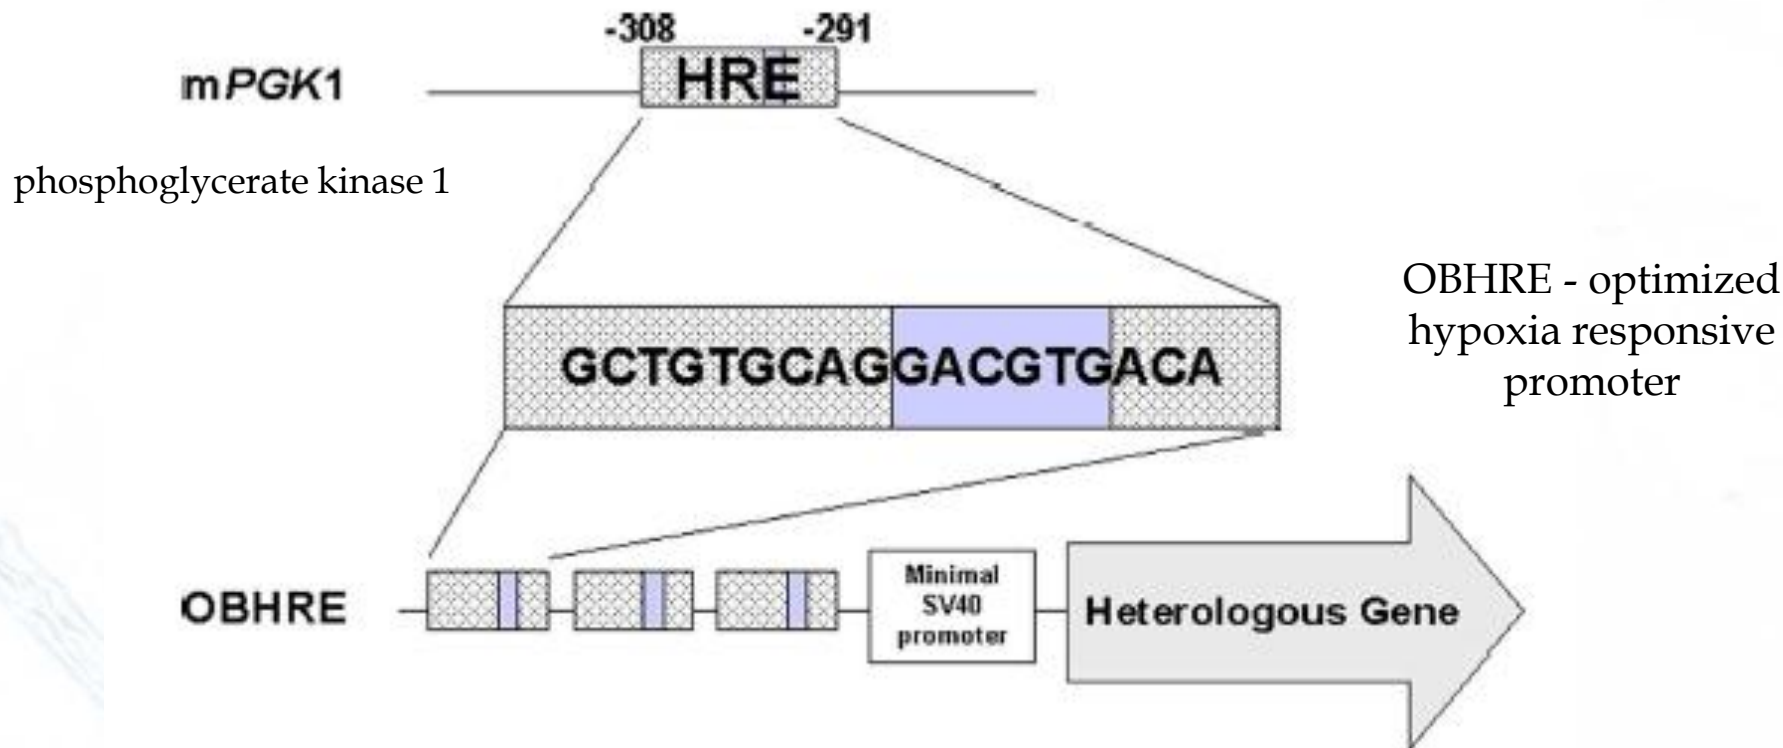 -308 -291
mPGK1
HRE
phosphoglycerate kinase 1
GCTGTGCAGGACGTGACA
OBHRE - optimized
hypoxia responsive
promoter
OBHRE
Minimal
SV40
promoter
Heterologous Gene